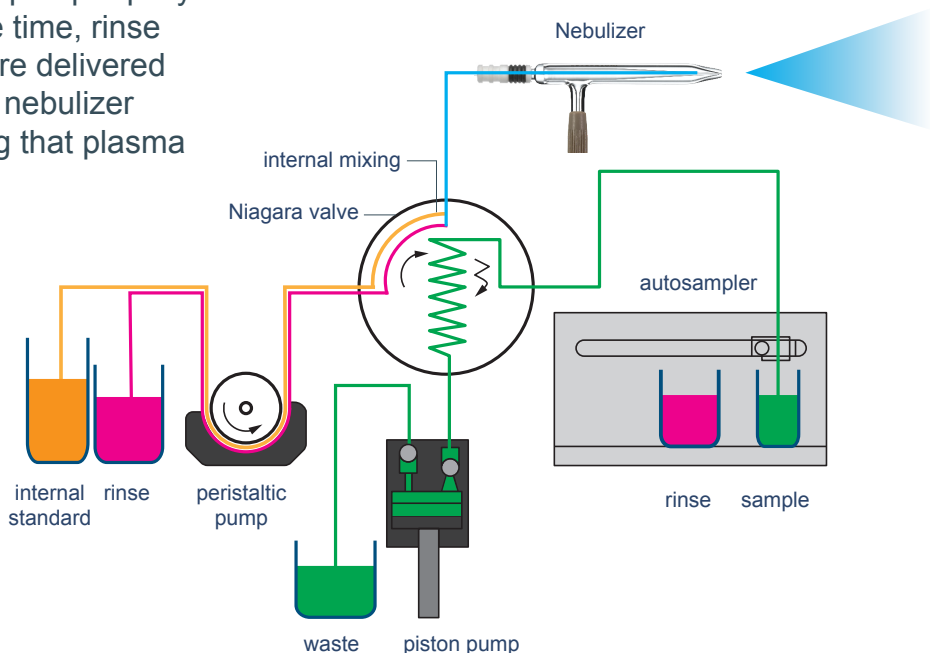 e time, rinse
re delivered
nebulizer
g that plasma
Nebulizer
internal mixing
Niagara valve
autosampler
internal
standard
rinse
peristaltic
pump
rinse
sample
waste
piston pump